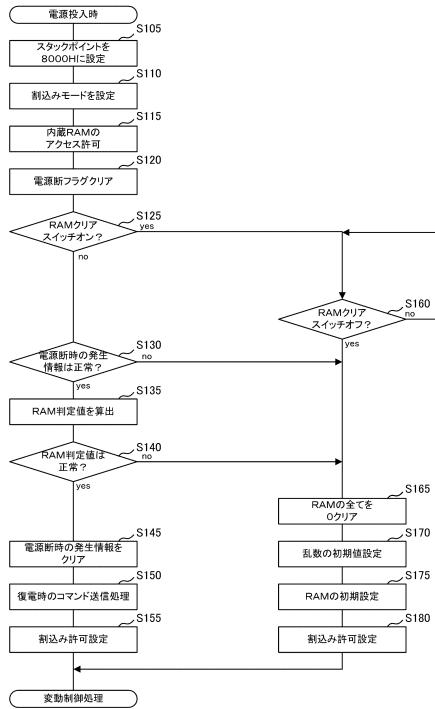 電源投入時
S105
スタックポイントを
8000Hに設定
S110
割込みモードを設定
S115
内蔵RAMの
アクセス許可
S120
電源断フラグクリア
S125
RAMクリア
スイッチオン？
yes
no
S160
RAMクリア
スイッチオフ？
no
yes
S130
電源断時の発生
情報は正常？
no
yes
S135
RAM判定値を算出
S140
RAM判定値は
正常？
no
yes
S165
RAMの全てを
0クリア
S145
電源断時の発生情報を
クリア
S170
乱数の初期値設定
S150
復電時のコマンド送信処理
S175
RAMの初期設定
S155
割込み許可設定
S180
割込み許可設定
変動制御処理